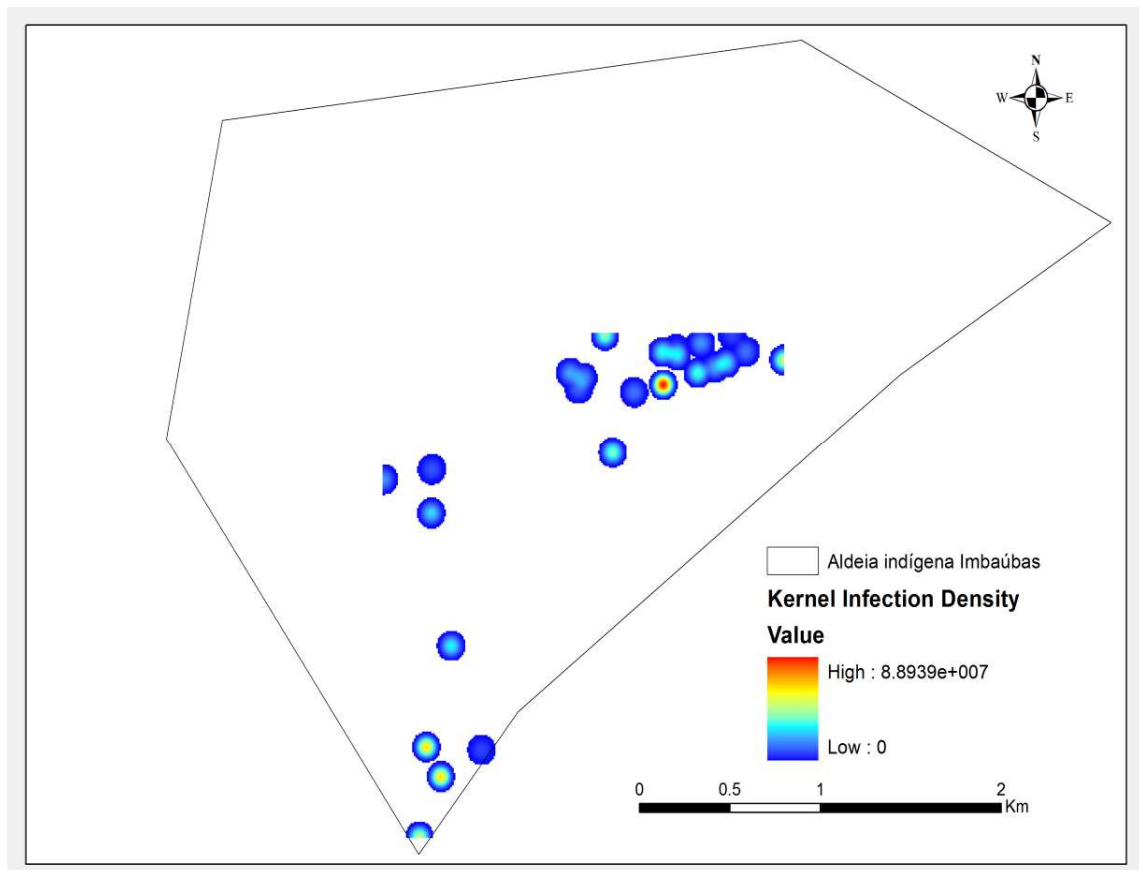 N
W E
S
Aldeia indígena Imbaúbas
Kernel Infection Density
Value
High : 8.8939e+007
Low : 0
0 0.5 1 2
Km